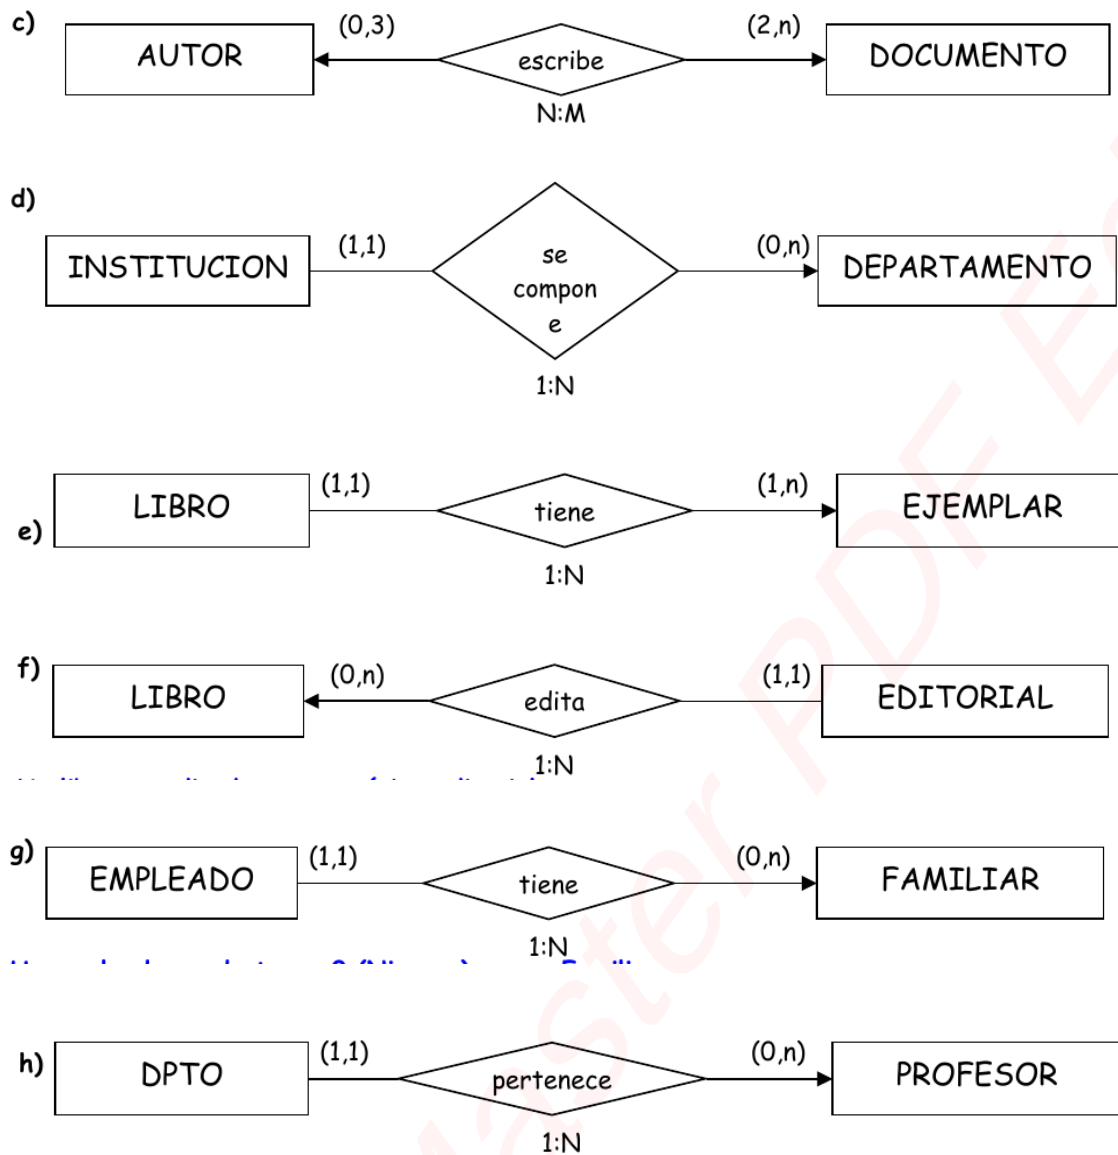 c) AUTOR (0,3) escribe (2,n) DOCUMENTO
N:M
d) INSTITUCION (1,1) se compon e (0,n) DEPARTAMENTO
1:N
e) LIBRO (1,1) tiene (1,n) EJEMPLAR
1:N
f) LIBRO (0,n) edita (1,1) EDITORIAL
1:N
g) EMPLEADO (1,1) tiene (0,n) FAMILIAR
1:N
h) DPTO (1,1) pertenece (0,n) PROFESOR
1:N
Master PDF